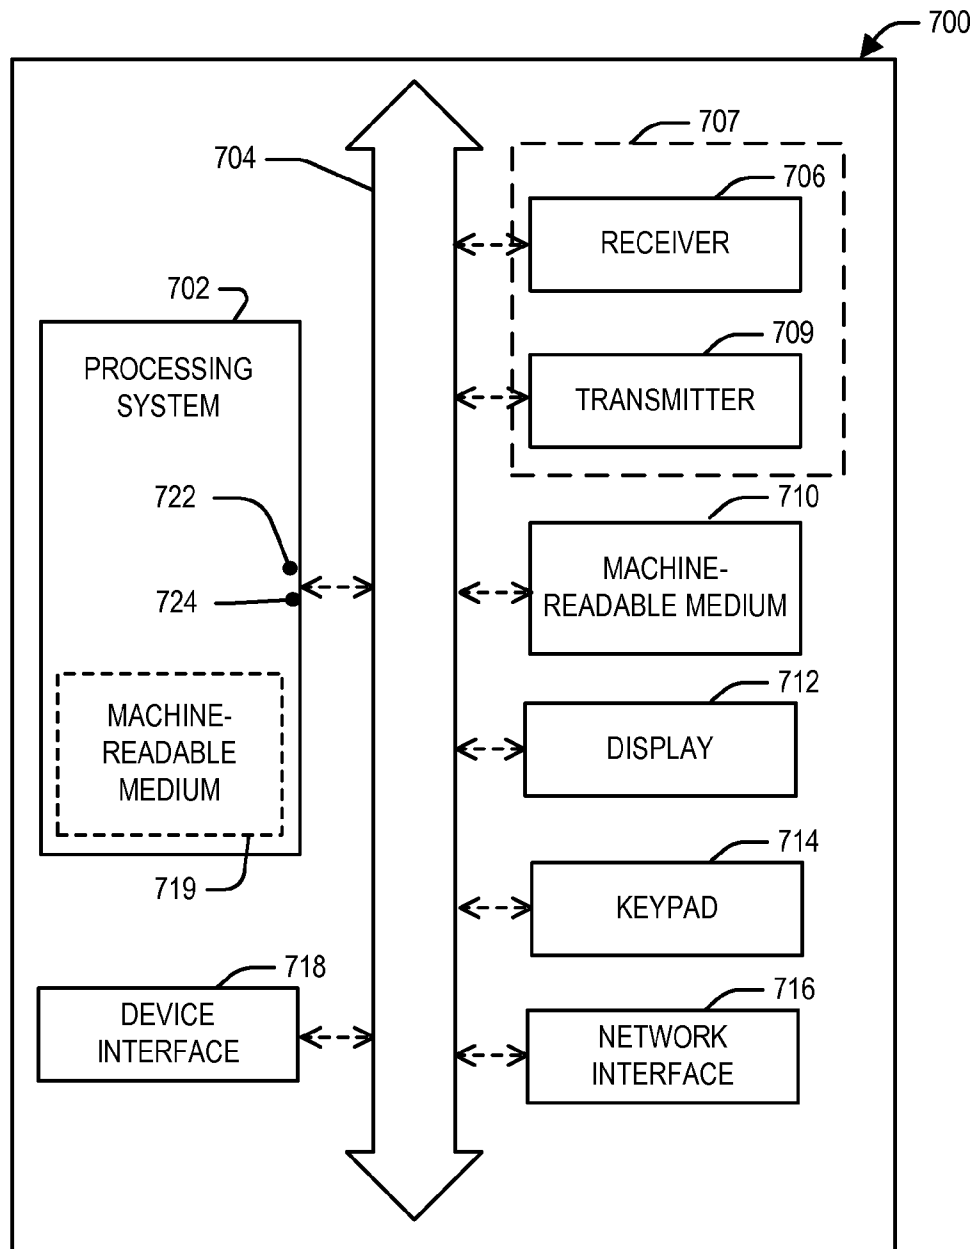 700
707
704
706
RECEIVER
702
PROCESSING
SYSTEM
709
TRANSMITTER
722
724
710
MACHINE-
READABLE MEDIUM
MACHINE-
READABLE
MEDIUM
719
712
DISPLAY
714
KEYPAD
718
DEVICE
INTERFACE
716
NETWORK
INTERFACE